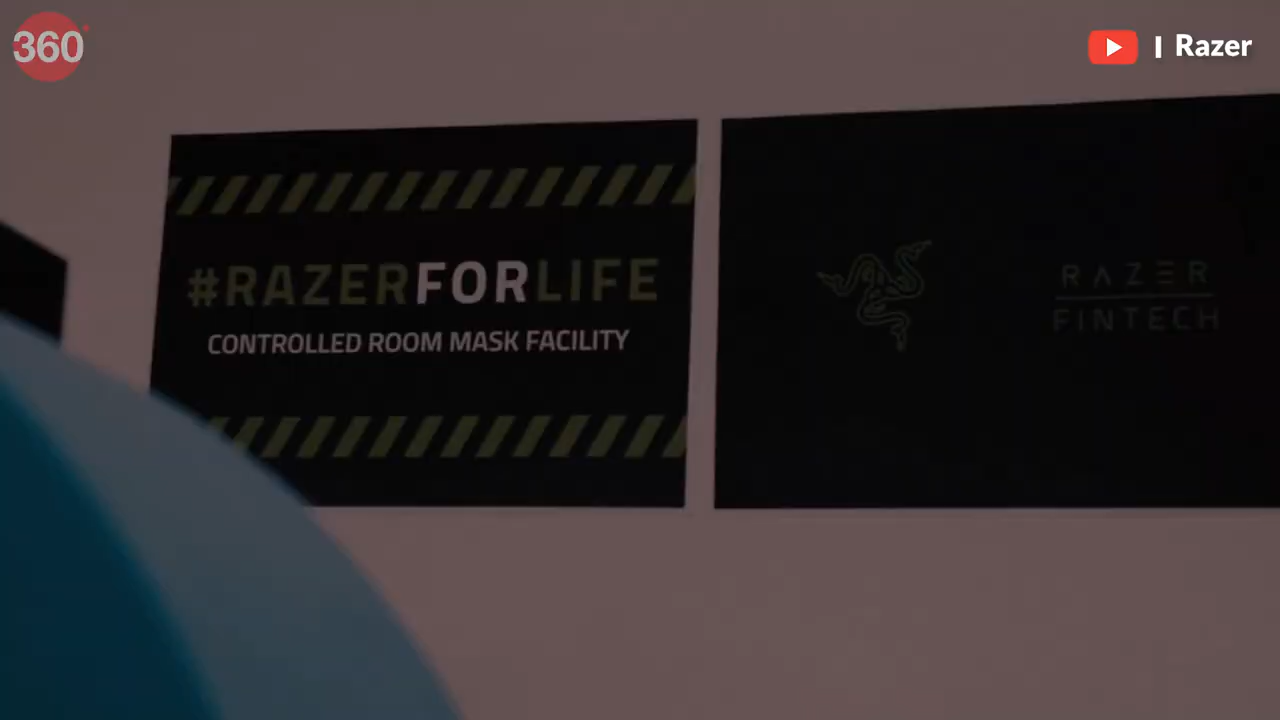 360
| Razer
#RAZERFORLIFE
CONTROLLED ROOM MASK FACILITY
RAZER
FINTECH